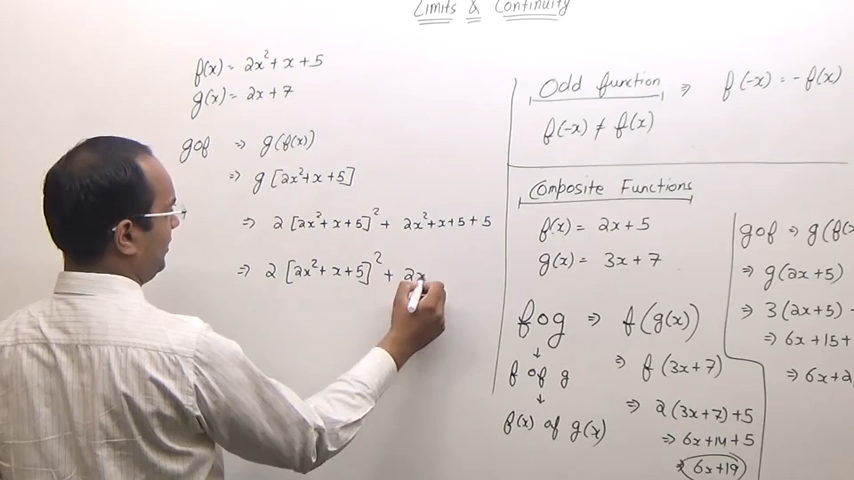 Limits & Continuity
f(x) = 2x² + x + 5
g(x) = 2x + 7
gof ⇒ g(f(x))
⇒ g[2x² + x + 5]
⇒ 2[2x² + x + 5]² + 2x² + x + 5 + 5
⇒ 2[2x² + x + 5]² + 2x
Odd function ⇒ f(-x) = -f(x)
f(-x) ≠ f(x)
Composite Functions
f(x) = 2x + 5
g(x) = 3x + 7
fog ⇒ f(g(x))
↓
f of g ⇒ f(3x + 7)
↓
f(x) of g(x) ⇒ 2(3x + 7) + 5
⇒ 6x + 14 + 5
⇒ 6x + 19
gof ⇒ g(f(x
⇒ g(2x + 5)
⇒ 3(2x + 5) +
⇒ 6x + 15 +
⇒ 6x + 2